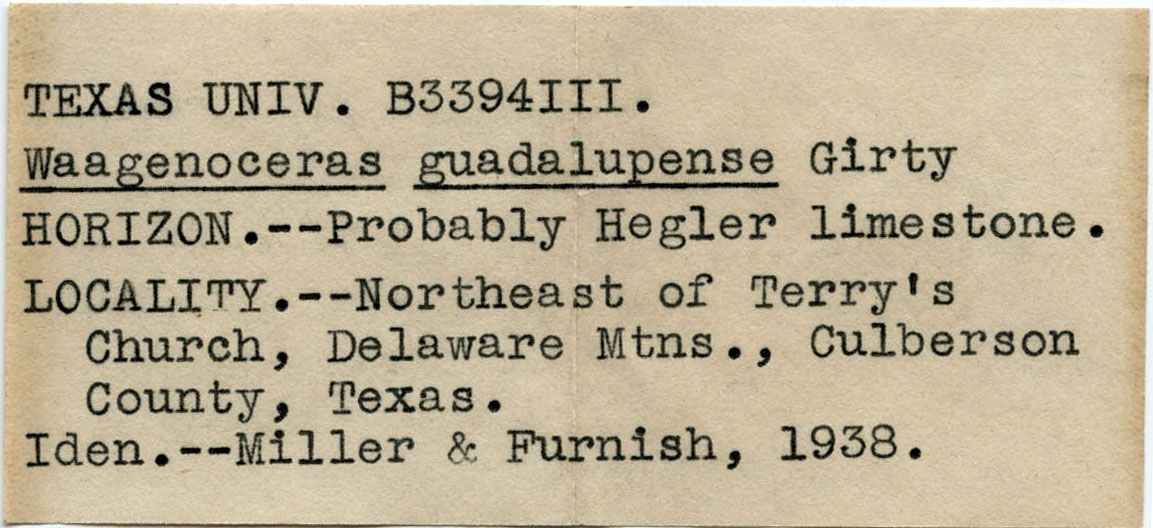 TEXAS UNIV. B3394III.
Waagenoceras guadalupense Girty
HORIZON.--Probably Hegler limestone.
LOCALITY.--Northeast of Terry's
Church, Delaware Mtns., Culberson
County, Texas.
Iden.--Miller & Furnish, 1938.